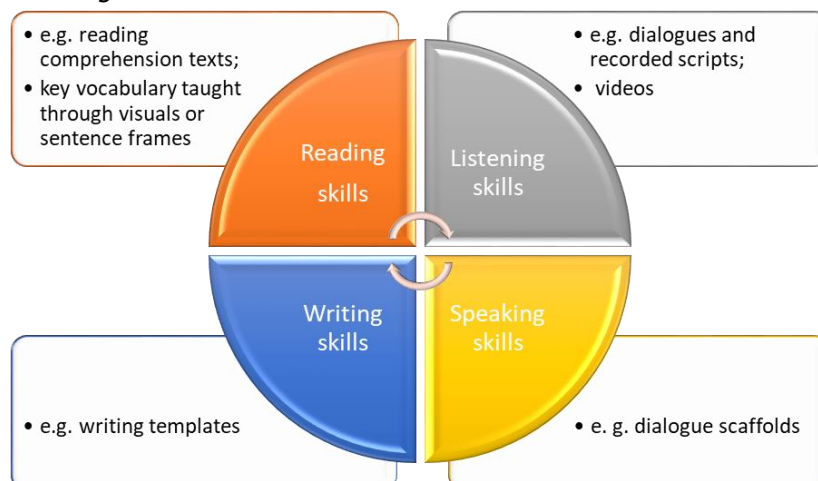 • e.g. reading
comprehension texts;
• key vocabulary taught
through visuals or
sentence frames
• e.g. dialogues and
recorded scripts;
• videos
Reading
skills
Listening
skills
Writing
skills
Speaking
skills
• e.g. writing templates
• e. g. dialogue scaffolds